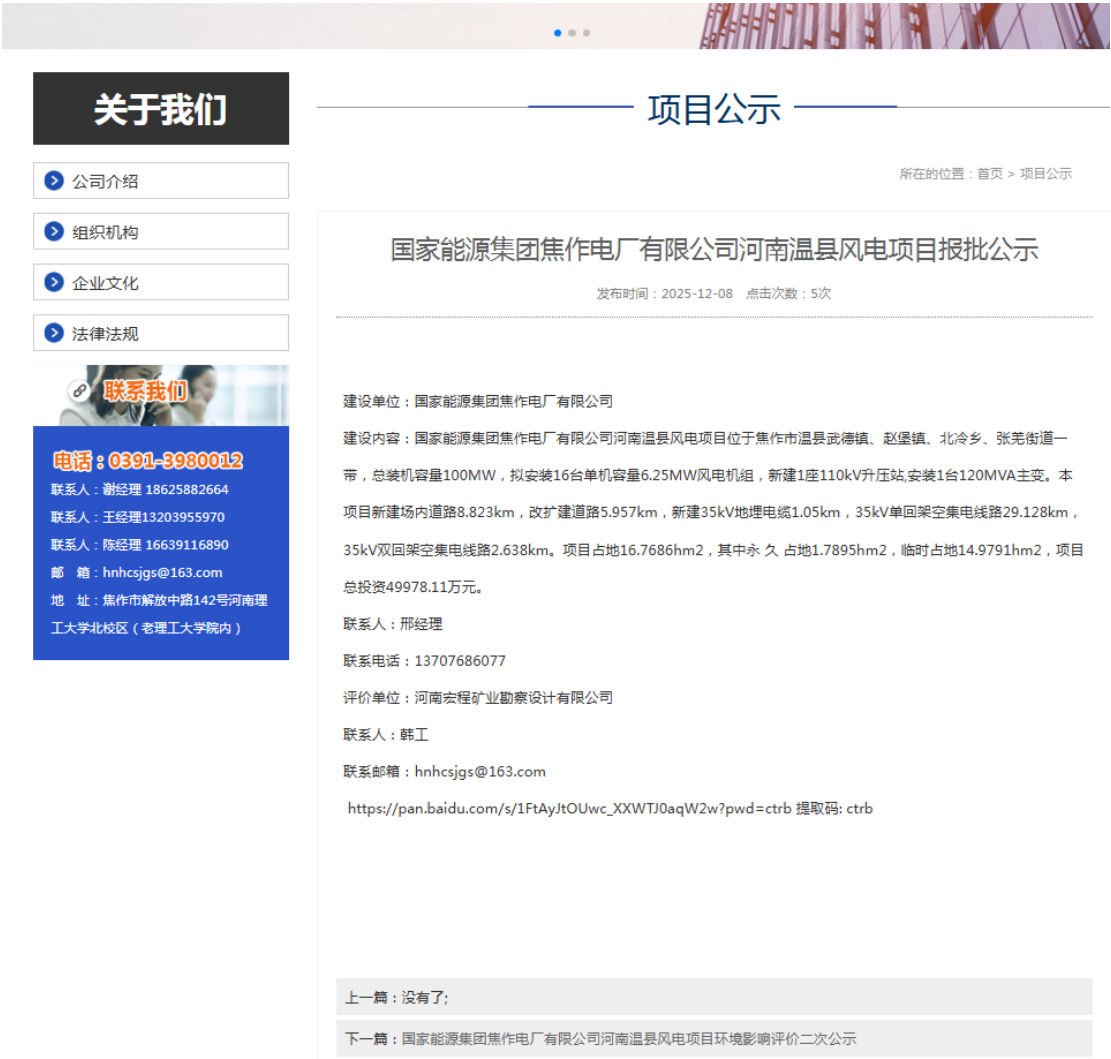 关于我们
公司介绍
组织机构
企业文化
法律法规
联系我们
电话：0391-3980012
联系人：谢经理 18625882664
联系人：王经理13203955970
联系人：陈经理 16639116890
邮 箱：hnhcsjgs@163.com
地 址：焦作市解放中路142号河南理
工大学北校区（老理工大学院内）
项目公示
所在的位置：首页 > 项目公示
国家能源集团焦作电厂有限公司河南温县风电项目报批公示
发布时间：2025-12-08 点击次数：5次
建设单位：国家能源集团焦作电厂有限公司
建设内容：国家能源集团焦作电厂有限公司河南温县风电项目位于焦作市温县武德镇、赵堡镇、北冷乡、张羌街道一
带，总装机容量100MW，拟安装16台单机容量6.25MW风电机组，新建1座110kV升压站,安装1台120MVA主变。本
项目新建场内道路8.823km，改扩建道路5.957km，新建35kV地埋电缆1.05km，35kV单回架空集电线路29.128km，
35kV双回架空集电线路2.638km。项目占地16.7686hm2，其中永 久 占地1.7895hm2，临时占地14.9791hm2，项目
总投资49978.11万元。
联系人：邢经理
联系电话：13707686077
评价单位：河南宏程矿业勘察设计有限公司
联系人：韩工
联系邮箱：hnhcsjgs@163.com
https://pan.baidu.com/s/1FtAyJtOUwc_XXWTJ0aqW2w?pwd=ctrb 提取码: ctrb
上一篇：没有了;
下一篇：国家能源集团焦作电厂有限公司河南温县风电项目环境影响评价二次公示